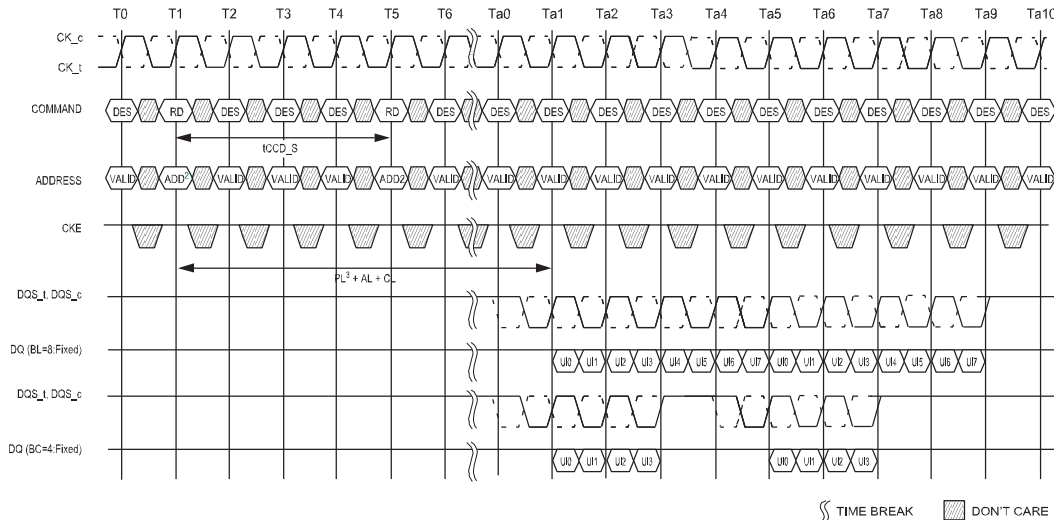 T0 T1 T2 T3 T4 T5 T6 Ta0 Ta1 Ta2 Ta3 Ta4 Ta5 Ta6 Ta7 Ta8 Ta9 Ta10
CK_c
CK_t
COMMAND DES RD DES DES DES RD DES DES DES DES DES DES DES DES DES DES DES DES
tCCD_S
ADDRESS VALID ADD² VALID VALID VALID ADD2 VALID VALID VALID VALID VALID VALID VALID VALID VALID VALID VALID VALID
CKE
PL³ + AL + CL
DQS_t, DQS_c
DQ (BL=8:Fixed) UI0 UI1 UI2 UI3 UI4 UI5 UI6 UI7 UI0 UI1 UI2 UI3 UI4 UI5 UI6 UI7
DQS_t, DQS_c
DQ (BC=4:Fixed) UI0 UI1 UI2 UI3 UI0 UI1 UI2 UI3
TIME BREAK DON'T CARE